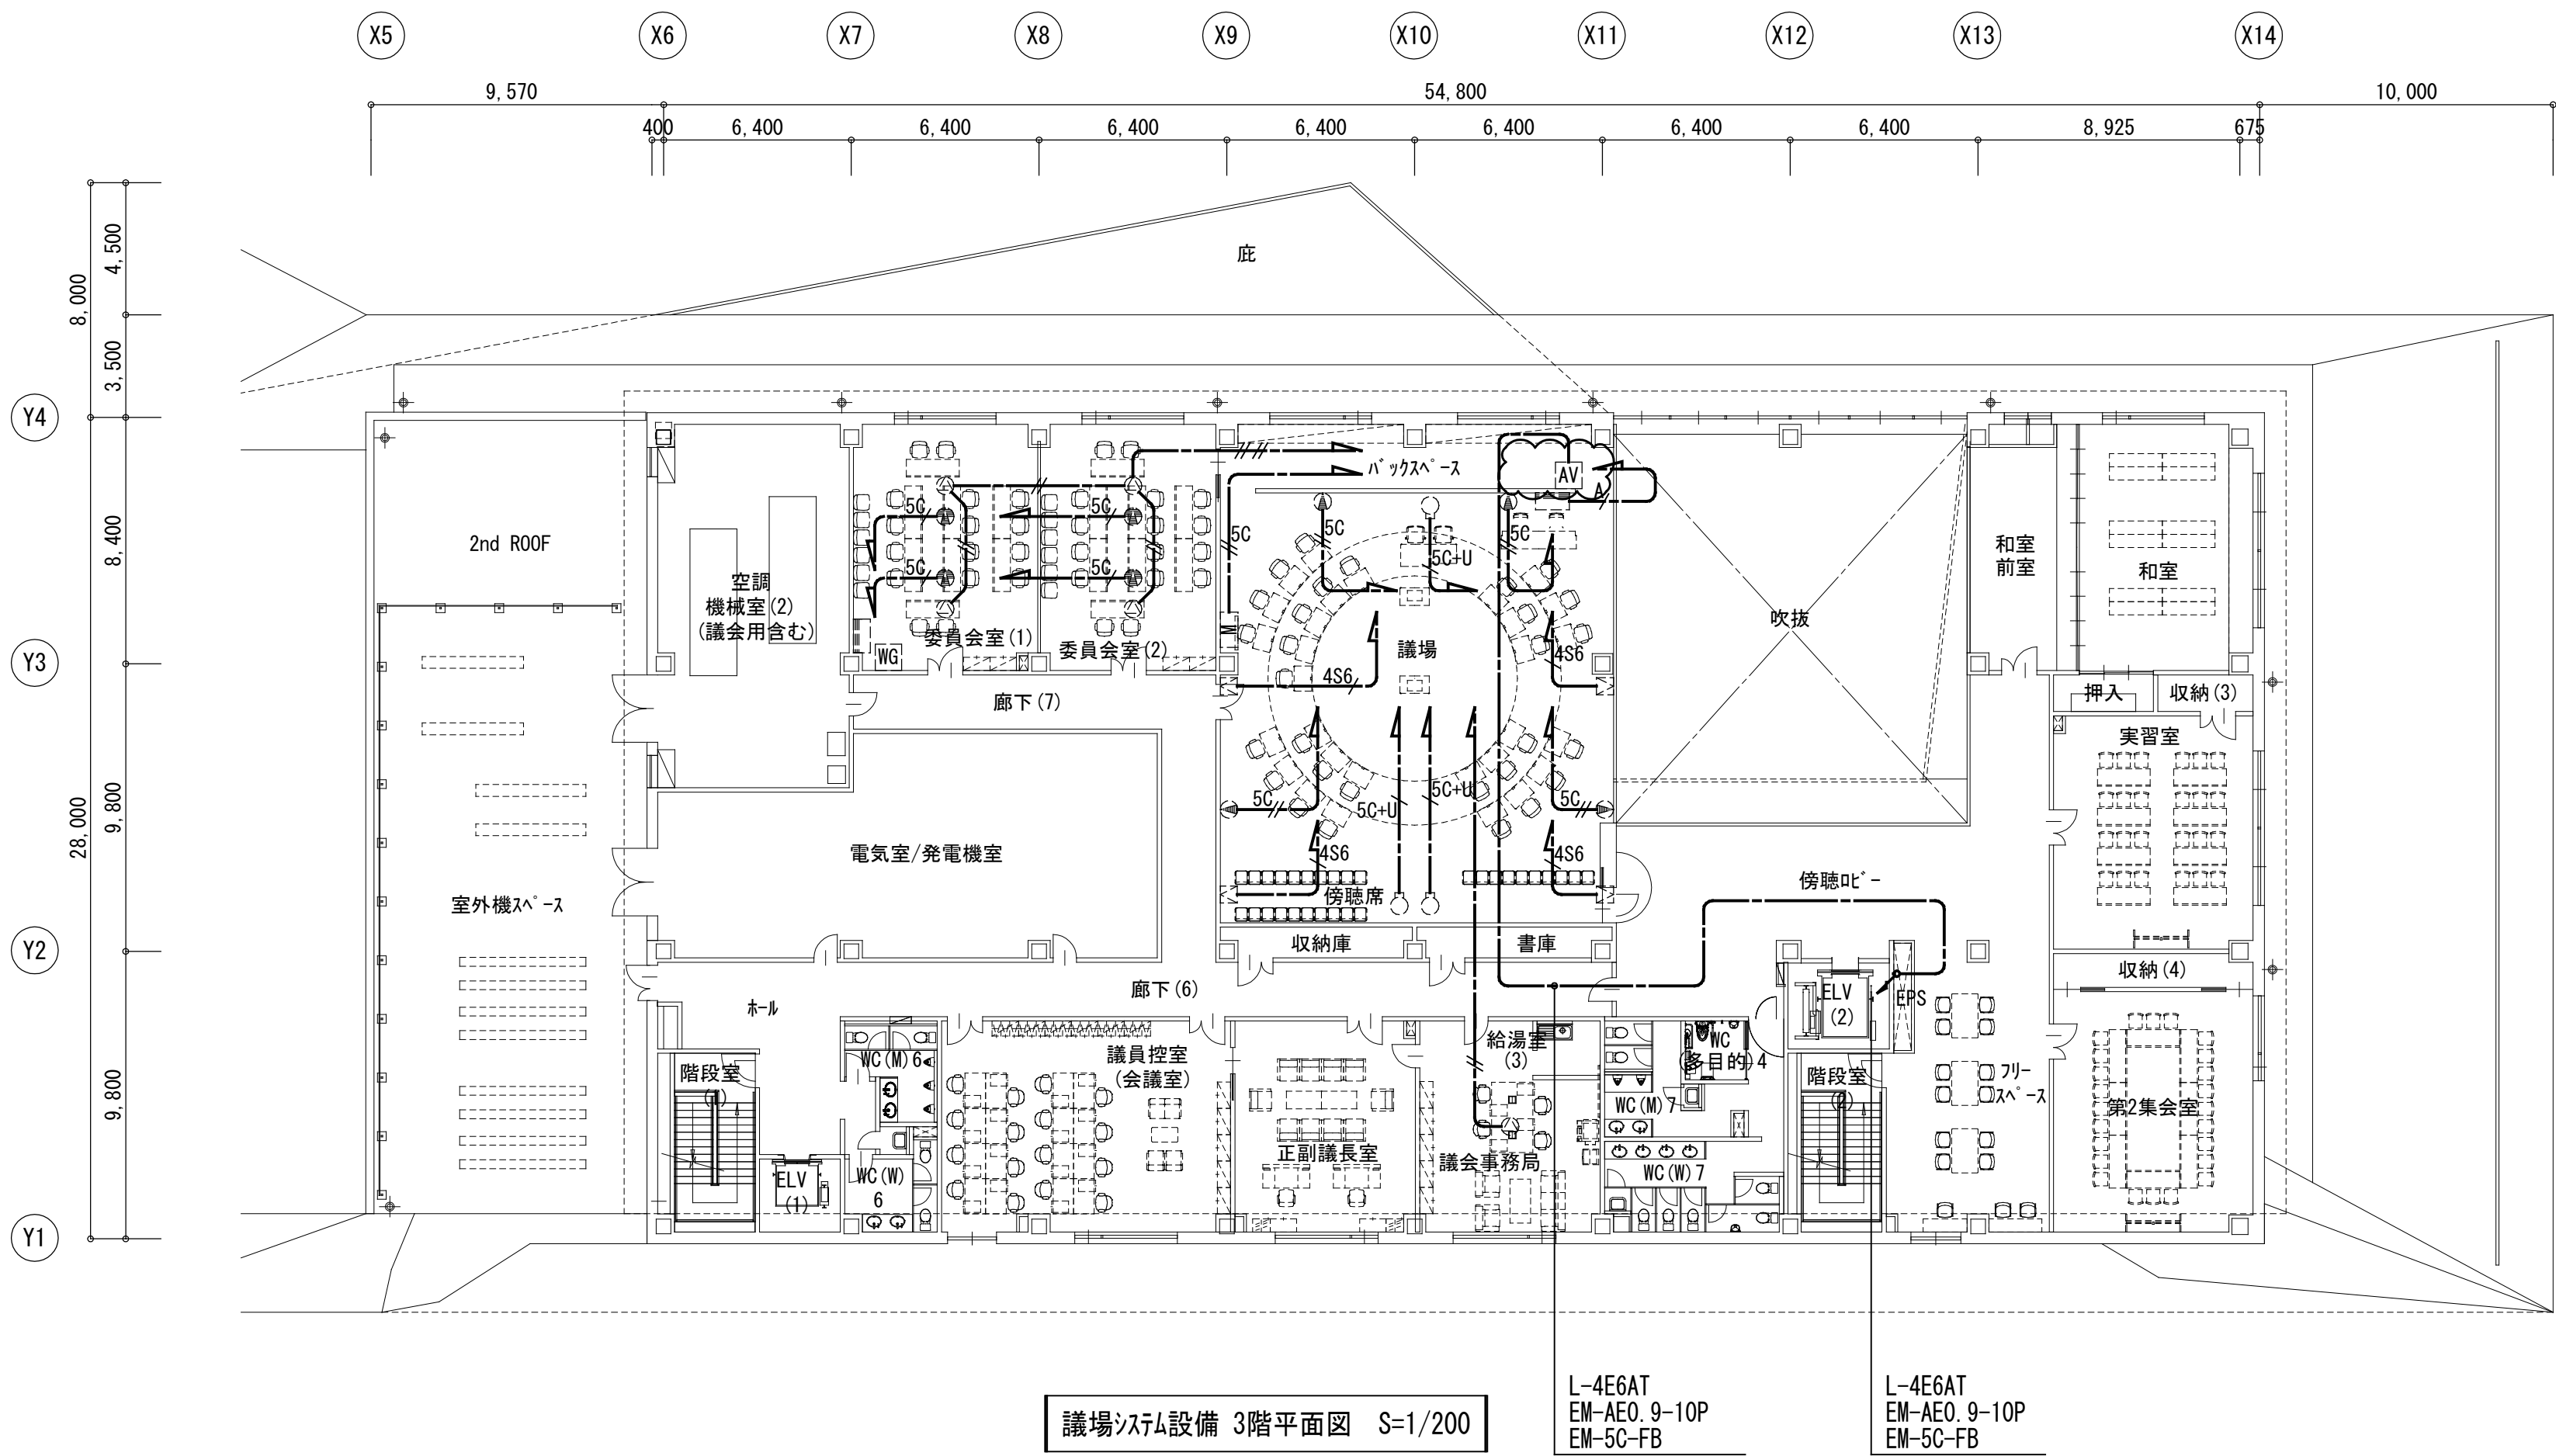 X5 X6 X7 X8 X9 X10 X11 X12 X13 X14
9,570 54,800 10,000
400 6,400 6,400 6,400 6,400 6,400 6,400 6,400 8,925 675
8,000
4,500
3,500
庇
Y4
バックスペース
AV
A
5C 5C
5C 5C 5C
5C+U
8,400
2nd ROOF
和室
前室
和室
5C 5C
空調
機械室(2)
(議会用含む)
委員会室(1)
委員会室(2)
WG
M
議場
吹抜
Y3
4S6
4S6
廊下(7)
押入
収納(3)
実習室
28,000
9,800
5C
5C+U
5C+U
5C
電気室/発電機室
4S6
4S6
室外機スペース
傍聴席
傍聴ロビー
Y2
収納庫
書庫
収納(4)
廊下(6)
ホール
ELV
(2)
EPS
9,800
階段室
(1)
WC(M)6
議員控室
(会議室)
給湯室
(3)
WC
(多目的)4
階段室
(2)
フリー
スペース
WC(M)7
第2集会室
正副議長室
議会事務局
WC(W)7
ELV
(1)
WC(W)
6
Y1
L-4E6AT
EM-AE0.9-10P
EM-5C-FB
L-4E6AT
EM-AE0.9-10P
EM-5C-FB
議場システム設備 3階平面図 S=1/200